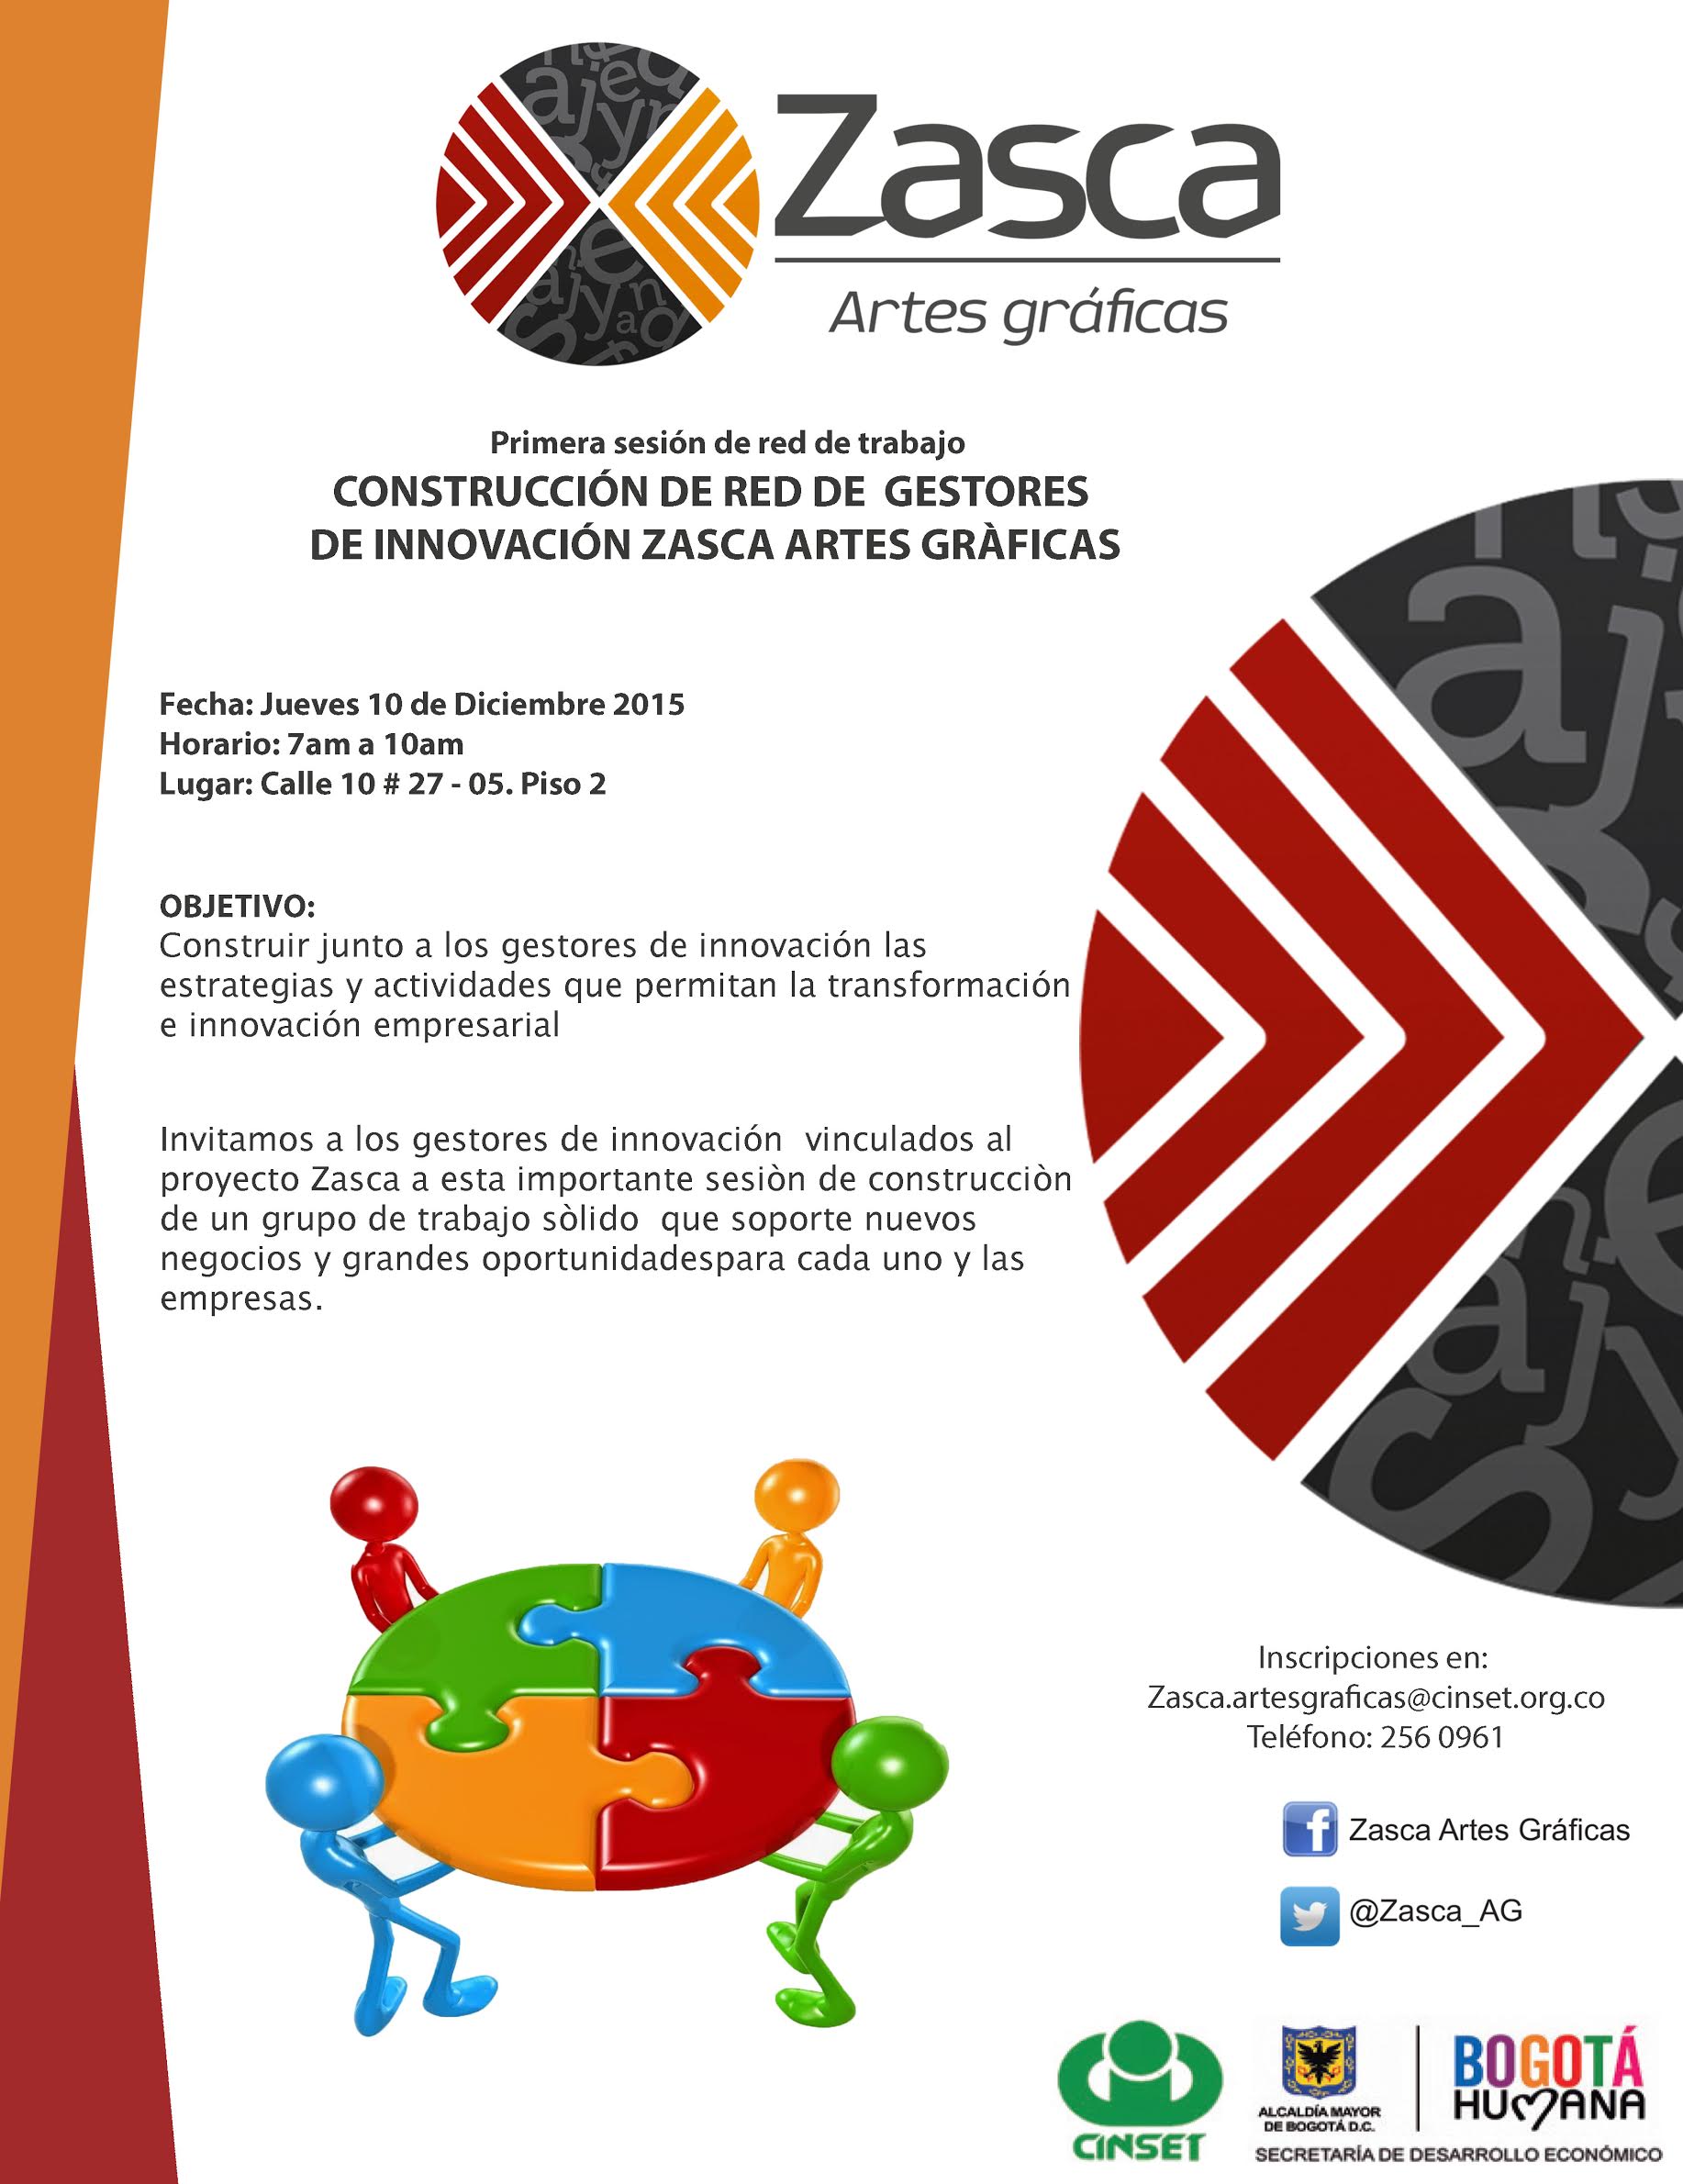 Zasca
Artes gráficas
Primera sesión de red de trabajo
CONSTRUCCIÓN DE RED DE GESTORES
DE INNOVACIÓN ZASCA ARTES GRÀFICAS
Fecha: Jueves 10 de Diciembre 2015
Horario: 7am a 10am
Lugar: Calle 10 # 27 - 05. Piso 2
OBJETIVO:
Construir junto a los gestores de innovación las
estrategias y actividades que permitan la transformación
e innovación empresarial
Invitamos a los gestores de innovación vinculados al
proyecto Zasca a esta importante sesiòn de construcciòn
de un grupo de trabajo sòlido que soporte nuevos
negocios y grandes oportunidadespara cada uno y las
empresas.
Inscripciones en:
Zasca.artesgraficas@cinset.org.co
Teléfono: 256 0961
Zasca Artes Gráficas
@Zasca_AG
CINSET
ALCALDÍA MAYOR
DE BOGOTÁ D.C.
BOGOTÁ
HUMANA
SECRETARÍA DE DESARROLLO ECONÓMICO